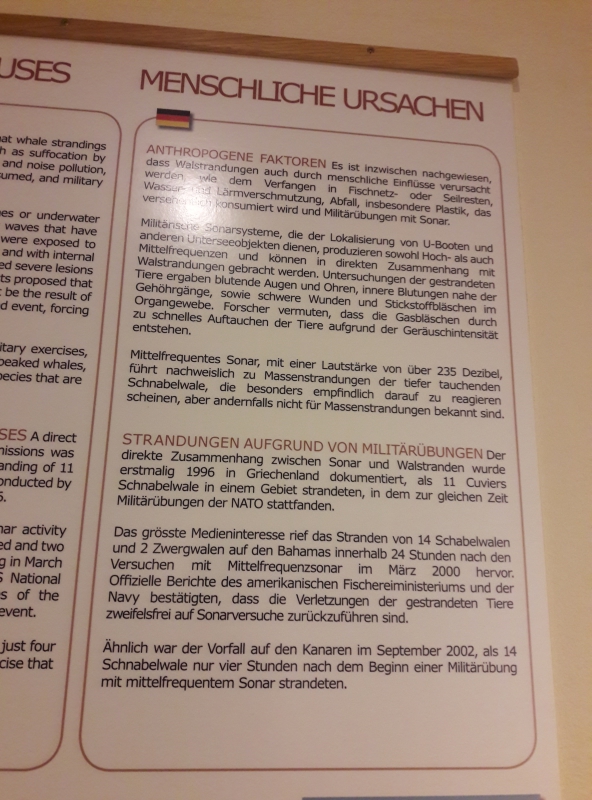 USES
at whale strandings
h as suffocation by
and noise pollution,
sumed, and military
es or underwater
waves that have
were exposed to
and with internal
ed severe lesions
ts proposed that
be the result of
d event, forcing
itary exercises,
beaked whales,
pecies that are
SES A direct
missions was
anding of 11
onducted by
6.
nar activity
ed and two
g in March
S National
s of the
event.
just four
cise that
MENSCHLICHE URSACHEN
ANTHROPOGENE FAKTOREN Es ist inzwischen nachgewiesen,
dass Walstrandungen auch durch menschliche Einflüsse verursacht
werden, wie dem Verfangen in Fischnetz- oder Seilresten,
Wasser- und Lärmverschmutzung, Abfall, insbesondere Plastik, das
versehentlich konsumiert wird und Militärübungen mit Sonar.
Militärische Sonarsysteme, die der Lokalisierung von U-Booten und
anderen Unterseeobjekten dienen, produzieren sowohl Hoch- als auch
Mittelfrequenzen und können in direkten Zusammenhang mit
Walstrandungen gebracht werden. Untersuchungen der gestrandeten
Tiere ergaben blutende Augen und Ohren, innere Blutungen nahe der
Gehöhrgänge, sowie schwere Wunden und Stickstoffbläschen im
Organgewebe. Forscher vermuten, dass die Gasbläschen durch
zu schnelles Auftauchen der Tiere aufgrund der Geräuschintensität
entstehen.
Mittelfrequentes Sonar, mit einer Lautstärke von über 235 Dezibel,
führt nachweislich zu Massenstrandungen der tiefer tauchenden
Schnabelwale, die besonders empfindlich darauf zu reagieren
scheinen, aber andernfalls nicht für Massenstrandungen bekannt sind.
STRANDUNGEN AUFGRUND VON MILITÄRÜBUNGEN Der
direkte Zusammenhang zwischen Sonar und Walstranden wurde
erstmalig 1996 in Griechenland dokumentiert, als 11 Cuviers
Schnabelwale in einem Gebiet strandeten, in dem zur gleichen Zeit
Militärübungen der NATO stattfanden.
Das grösste Medieninteresse rief das Stranden von 14 Schabelwalen
und 2 Zwergwalen auf den Bahamas innerhalb 24 Stunden nach den
Versuchen mit Mittelfrequenzsonar im März 2000 hervor.
Offizielle Berichte des amerikanischen Fischereiministeriums und der
Navy bestätigten, dass die Verletzungen der gestrandeten Tiere
zweifelsfrei auf Sonarversuche zurückzuführen sind.
Ähnlich war der Vorfall auf den Kanaren im September 2002, als 14
Schnabelwale nur vier Stunden nach dem Beginn einer Militärübung
mit mittelfrequentem Sonar strandeten.